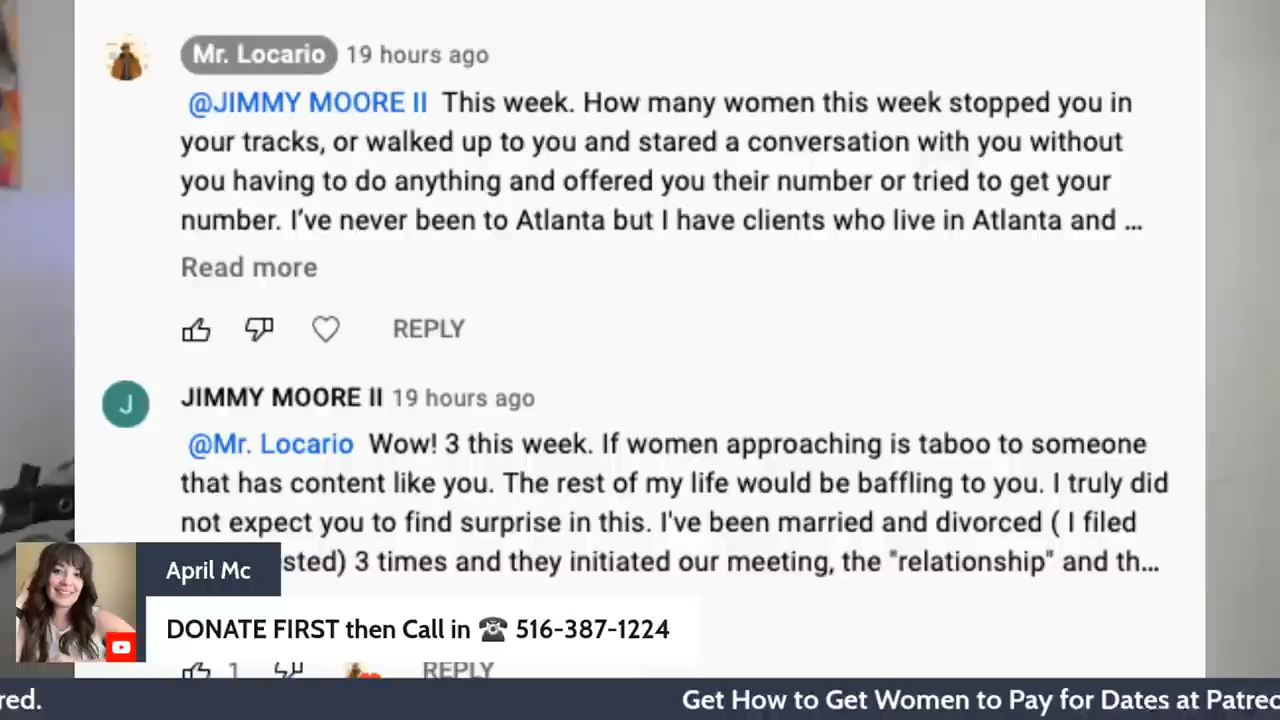 Mr. Locario 19 hours ago
@JIMMY MOORE II This week. How many women this week stopped you in
your tracks, or walked up to you and stared a conversation with you without
you having to do anything and offered you their number or tried to get your
number. I've never been to Atlanta but I have clients who live in Atlanta and ...
Read more
REPLY
J
JIMMY MOORE II 19 hours ago
@Mr. Locario Wow! 3 this week. If women approaching is taboo to someone
that has content like you. The rest of my life would be baffling to you. I truly did
not expect you to find surprise in this. I've been married and divorced ( I filed
sted) 3 times and they initiated our meeting, the "relationship" and th...
April Mc
DONATE FIRST then Call in ☎ 516-387-1224
1 REPLY
red. Get How to Get Women to Pay for Dates at Patreo